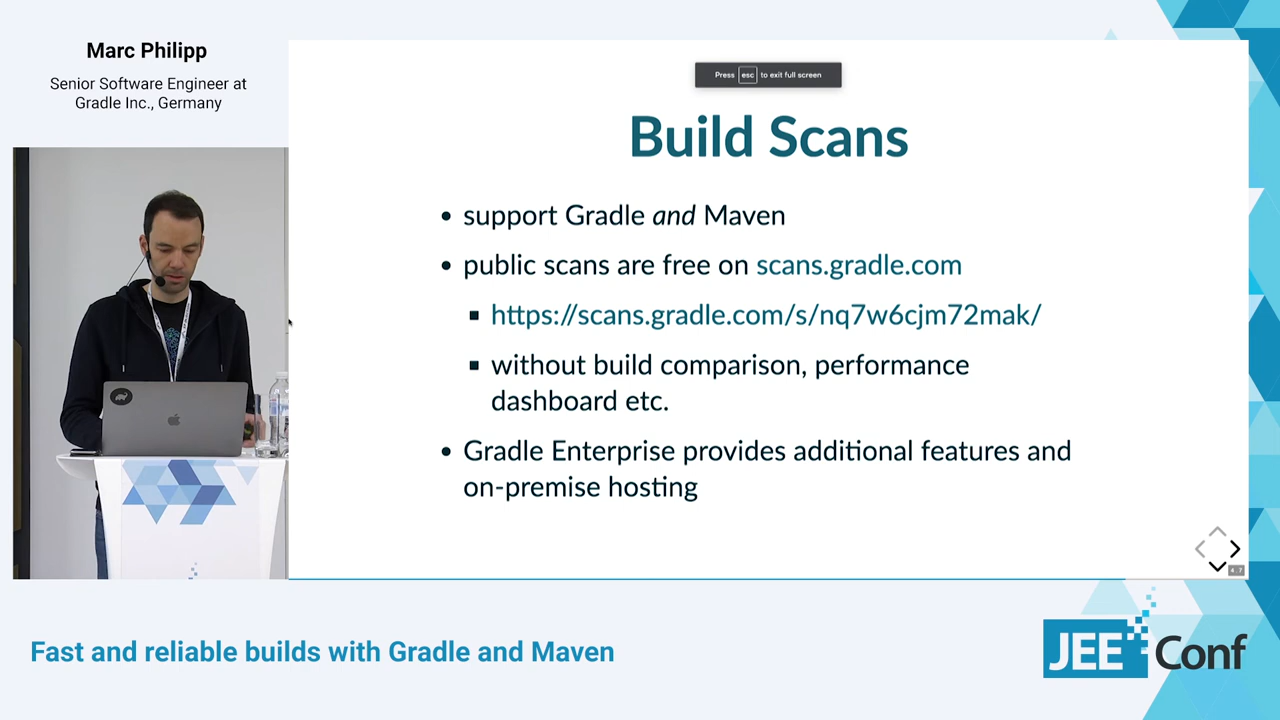 Marc Philipp
Senior Software Engineer at
Gradle Inc., Germany
Press esc to exit full screen
Build Scans
• support Gradle and Maven
• public scans are free on scans.gradle.com
▪ https://scans.gradle.com/s/nq7w6cjm72mak/
▪ without build comparison, performance
dashboard etc.
• Gradle Enterprise provides additional features and
on-premise hosting
Fast and reliable builds with Gradle and Maven
JEE Conf